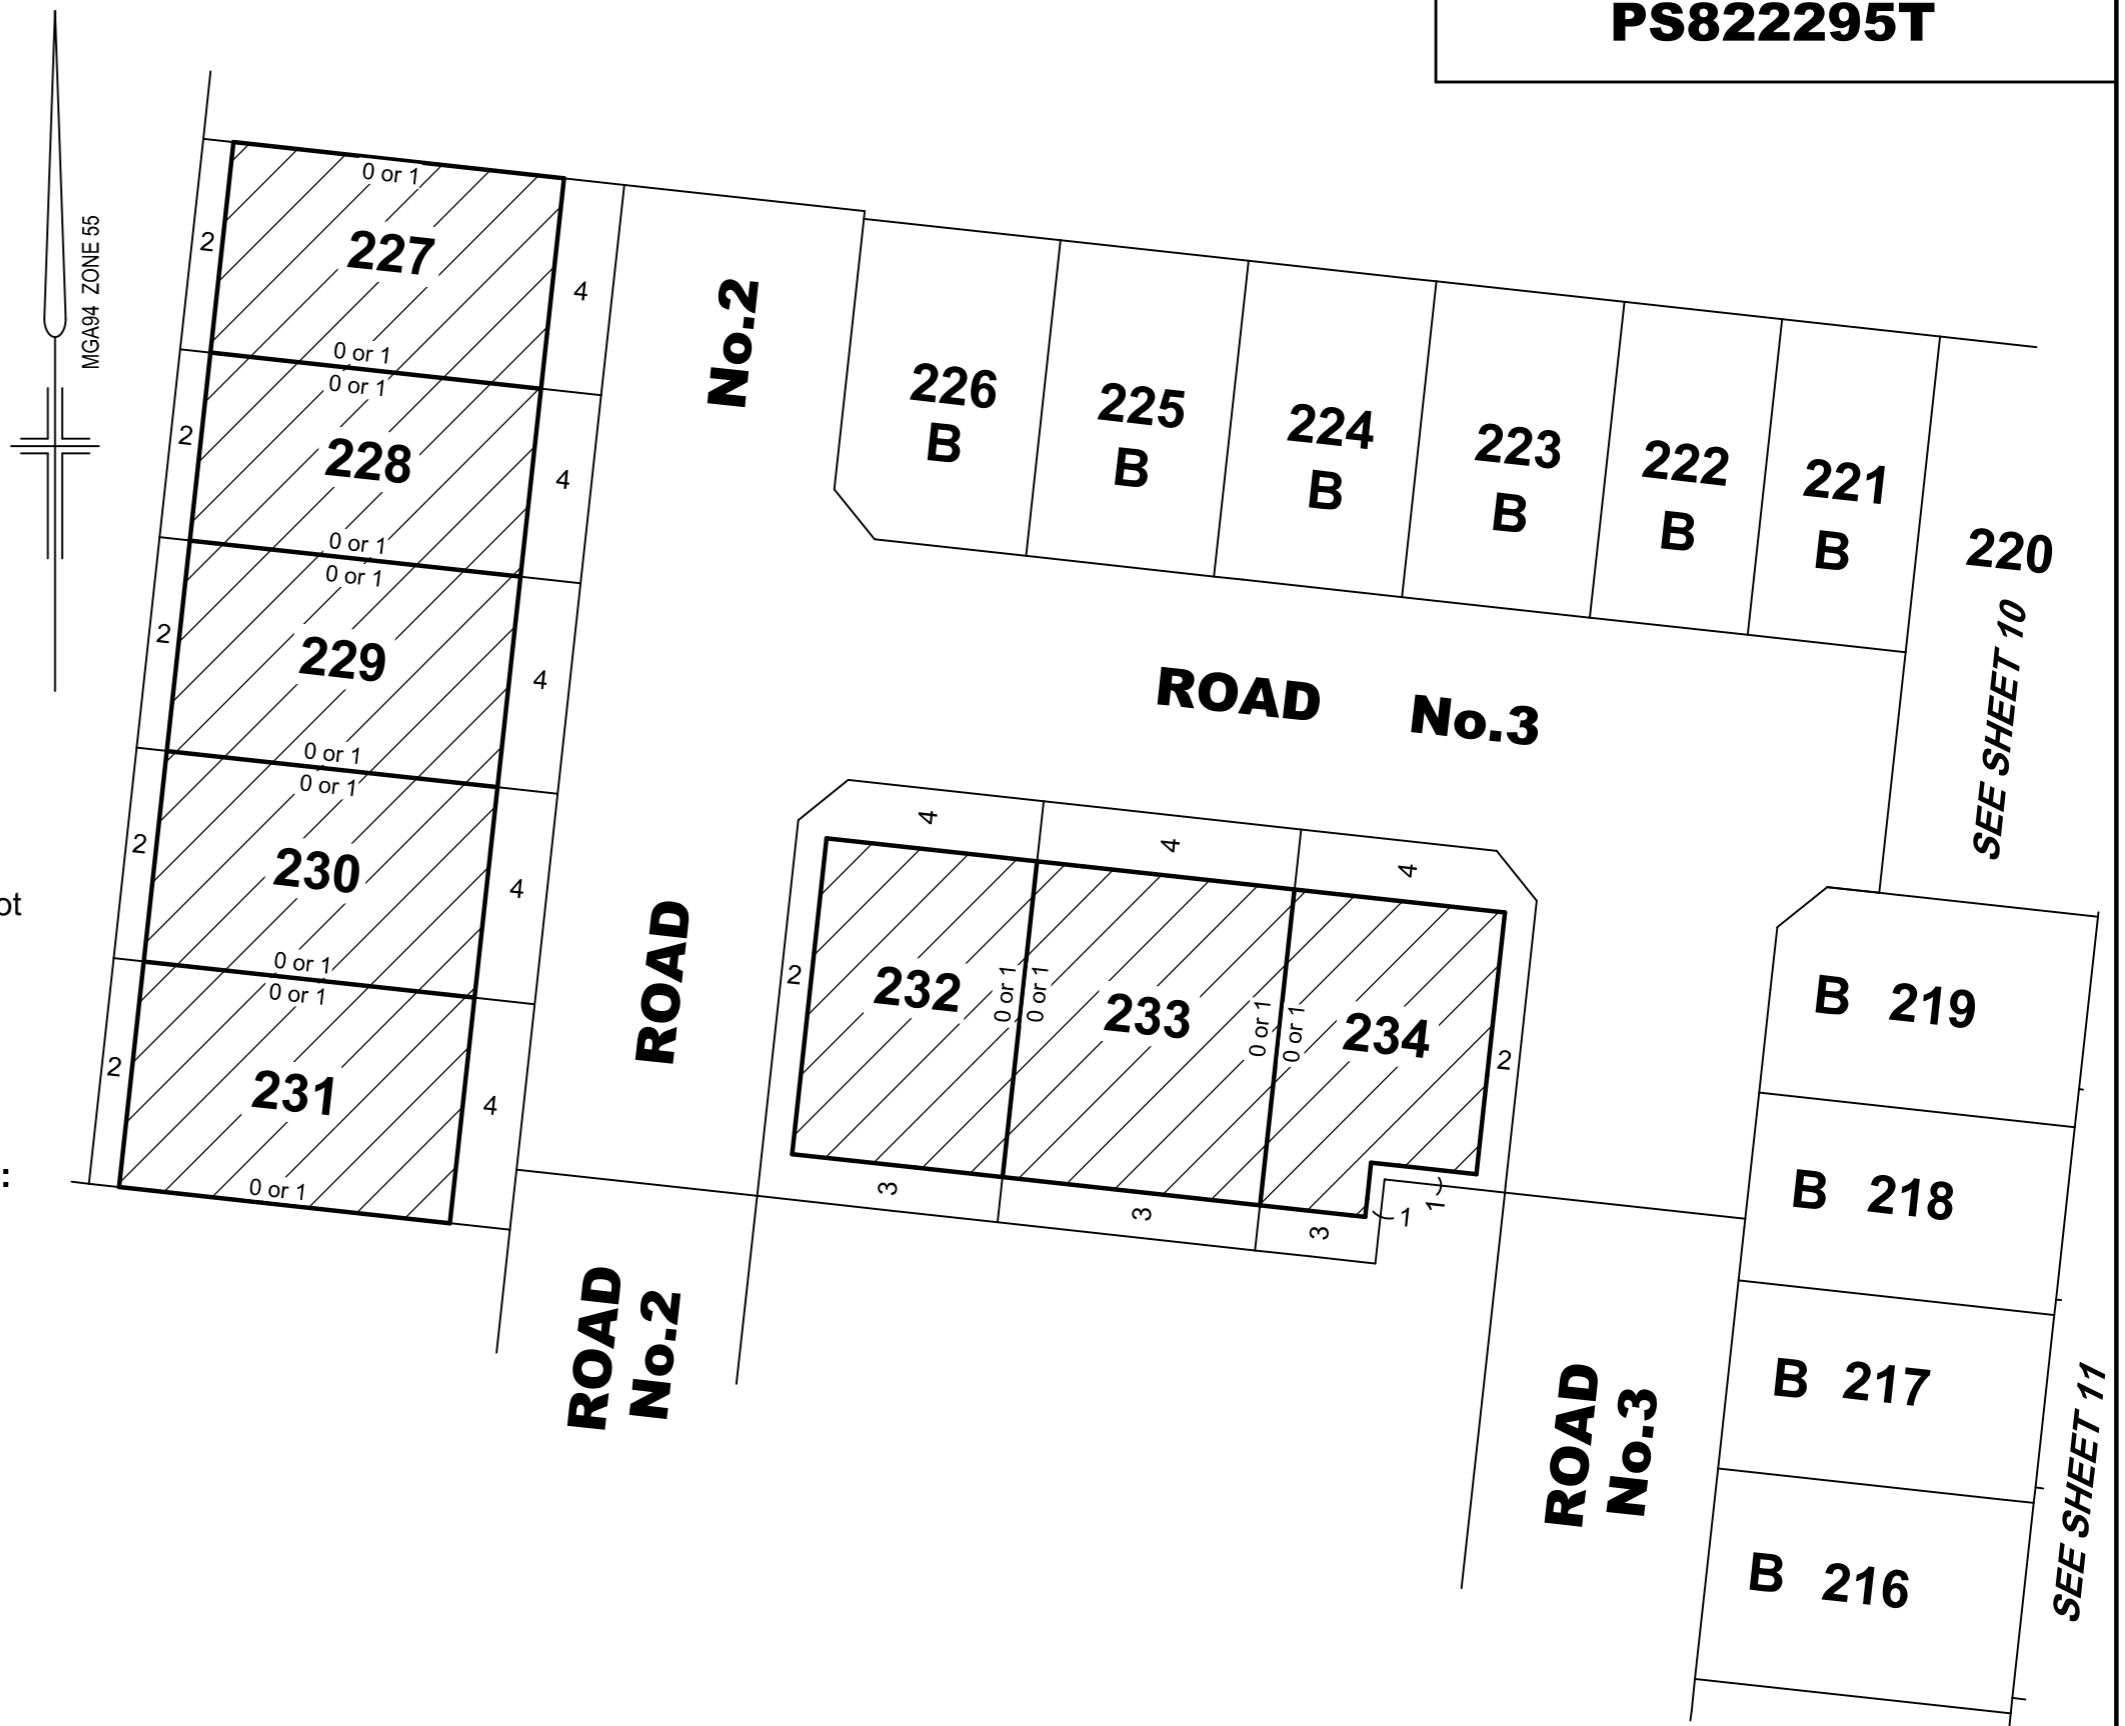 PS822295T
MGA94 ZONE 55
0 or 1
227
2
4
0 or 1
0 or 1
228
2
4
0 or 1
0 or 1
229
2
4
0 or 1
0 or 1
230
2
4
0 or 1
0 or 1
231
2
4
0 or 1
ot
:
No.2
ROAD
ROAD
No.2
226
B
225
B
224
B
223
B
222
B
221
B
220
SEE SHEET 10
ROAD No.3
4
4
4
2
232
0 or 1
0 or 1
233
0 or 1
0 or 1
234
2
3
3
3
1
1
B 219
B 218
B 217
B 216
ROAD
No.3
SEE SHEET 11